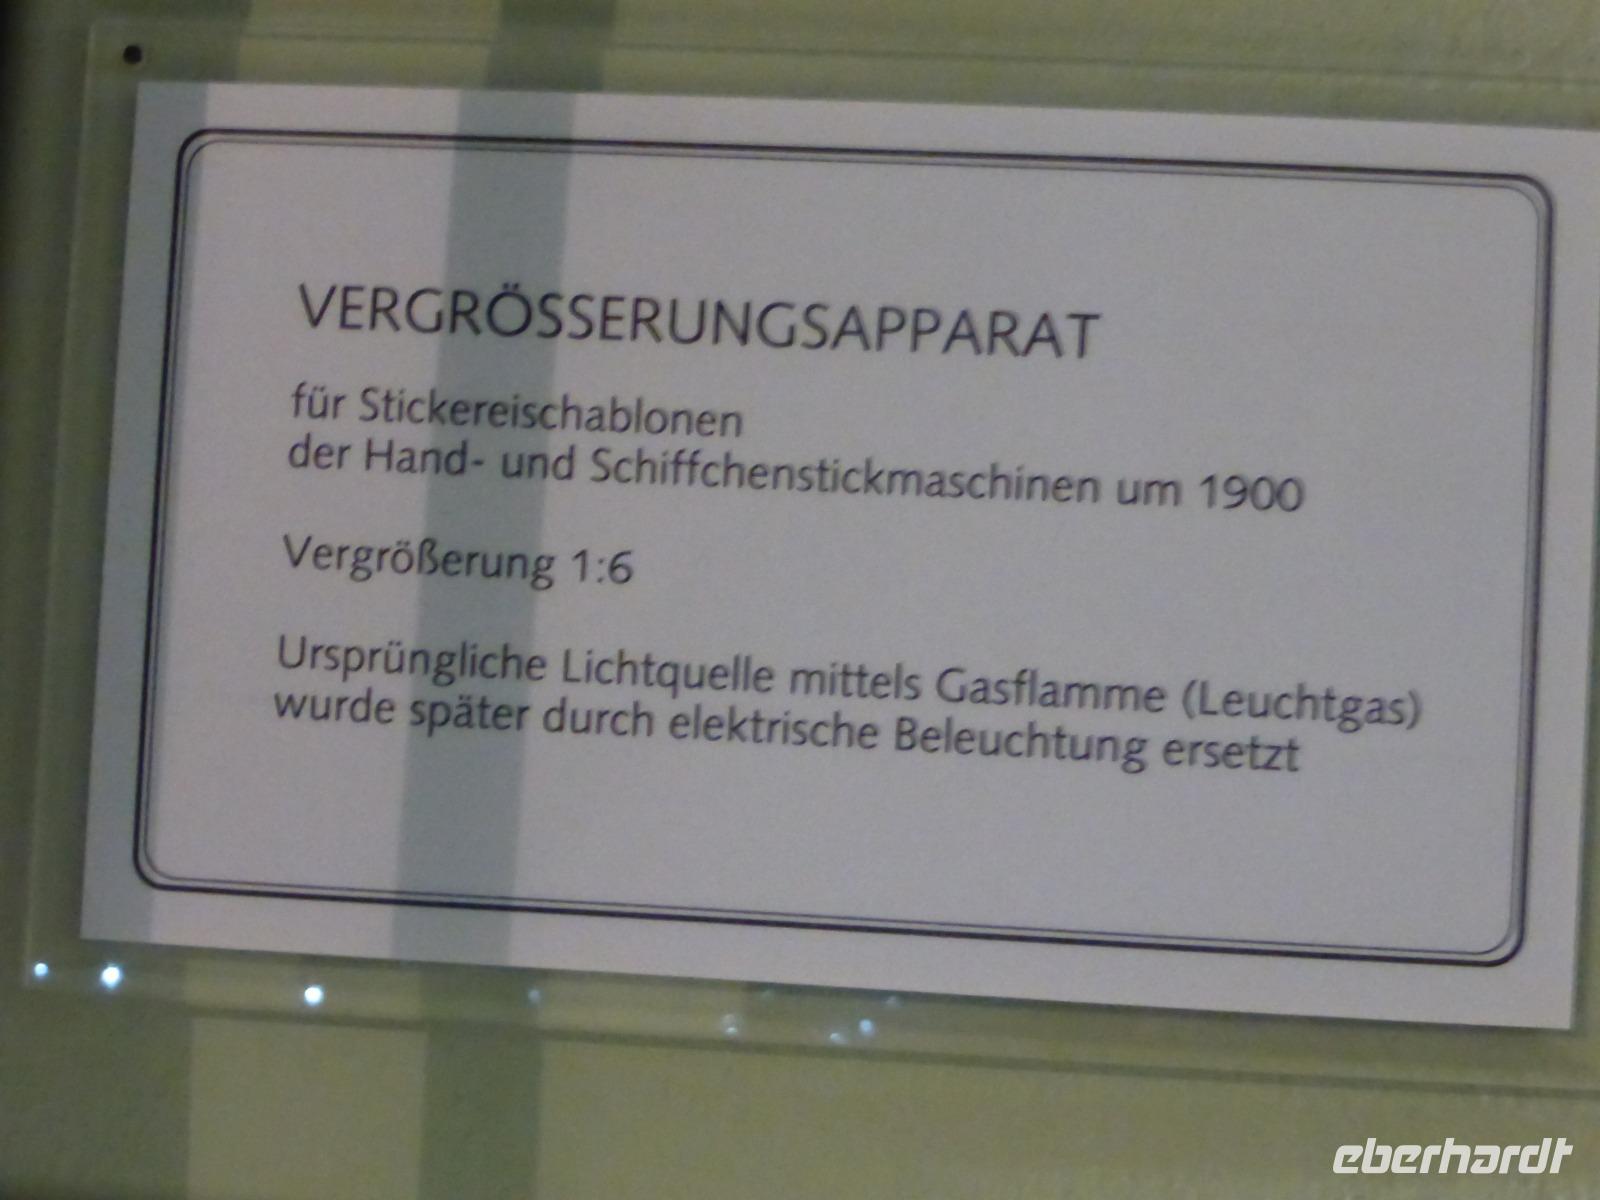 VERGRÖSSERUNGSAPPARAT
für Stickereischablonen
der Hand- und Schiffchenstickmaschinen um 1900
Vergrößerung 1:6
Ursprüngliche Lichtquelle mittels Gasflamme (Leuchtgas)
wurde später durch elektrische Beleuchtung ersetzt
eberhardt